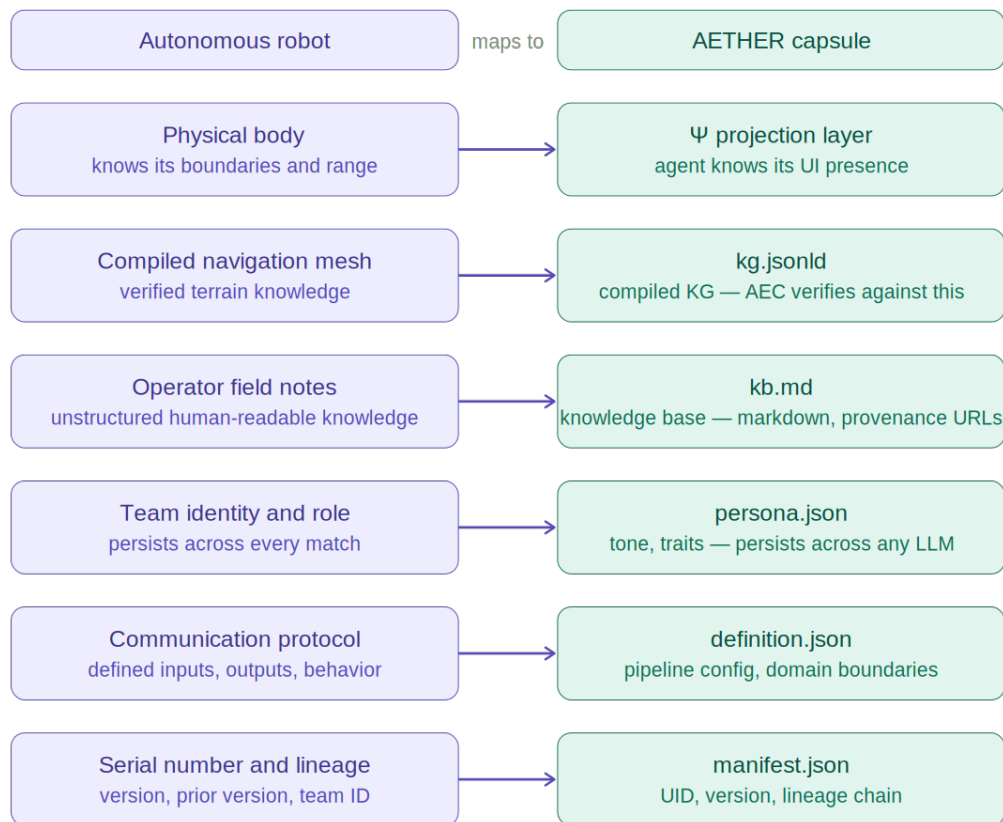 Autonomous robot
maps to
AETHER capsule
Physical body
knows its boundaries and range
Ψ projection layer
agent knows its UI presence
Compiled navigation mesh
verified terrain knowledge
kg.jsonld
compiled KG — AEC verifies against this
Operator field notes
unstructured human-readable knowledge
kb.md
knowledge base — markdown, provenance URLs
Team identity and role
persists across every match
persona.json
tone, traits — persists across any LLM
Communication protocol
defined inputs, outputs, behavior
definition.json
pipeline config, domain boundaries
Serial number and lineage
version, prior version, team ID
manifest.json
UID, version, lineage chain